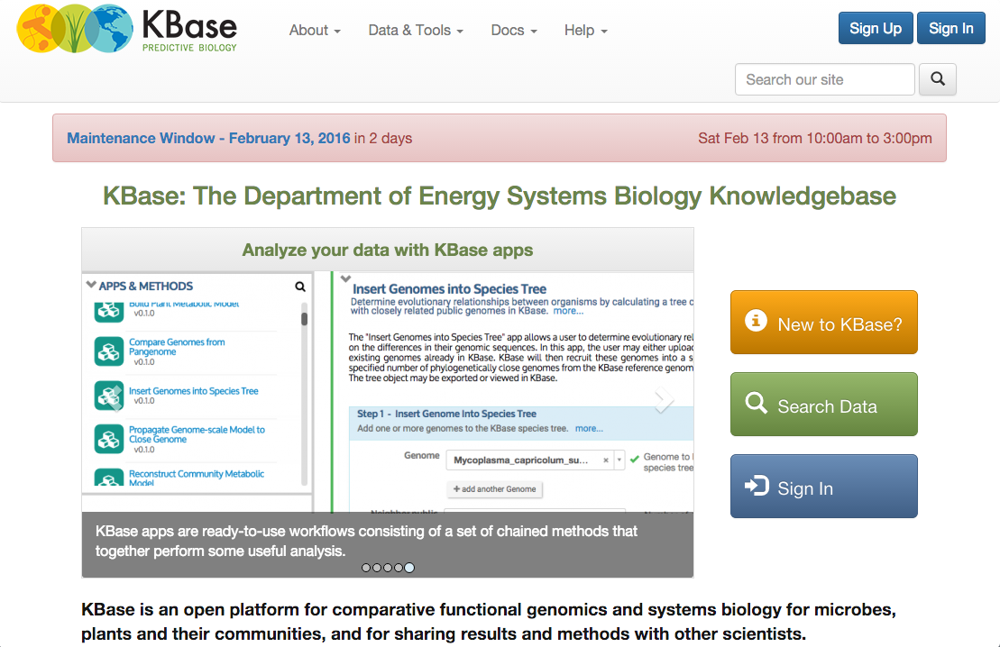 KBase
PREDICTIVE BIOLOGY
About
Data & Tools
Docs
Help
Sign Up
Sign In
Search our site
Maintenance Window - February 13, 2016 in 2 days
Sat Feb 13 from 10:00am to 3:00pm
KBase: The Department of Energy Systems Biology Knowledgebase
Analyze your data with KBase apps
APPS & METHODS
Build Plant Metabolic Model
v0.1.0
Compare Genomes from
Pangenome
v0.1.0
Insert Genomes into Species Tree
v0.1.0
Propagate Genome-scale Model to
Close Genome
v0.1.0
Reconstruct Community Metabolic
Model
Insert Genomes into Species Tree
Determine evolutionary relationships between organisms by calculating a tree c
with closely related public genomes in KBase. more...
The "Insert Genomes into Species Tree" app allows a user to determine evolutionary rel
on the differences in their genomic sequences. In this app, the user may either upload
existing genomes already in KBase. KBase will then recruit these genomes into a s
specified number of phylogenetically close genomes from the KBase reference genom
The tree object may be exported or viewed in KBase.
Step 1 - Insert Genome Into Species Tree
Add one or more genomes to the KBase species tree. more...
Genome
Mycoplasma_capricolum_su...
Genome to
species tree
+ add another Genome
KBase apps are ready-to-use workflows consisting of a set of chained methods that
together perform some useful analysis.
New to KBase?
Search Data
Sign In
KBase is an open platform for comparative functional genomics and systems biology for microbes,
plants and their communities, and for sharing results and methods with other scientists.